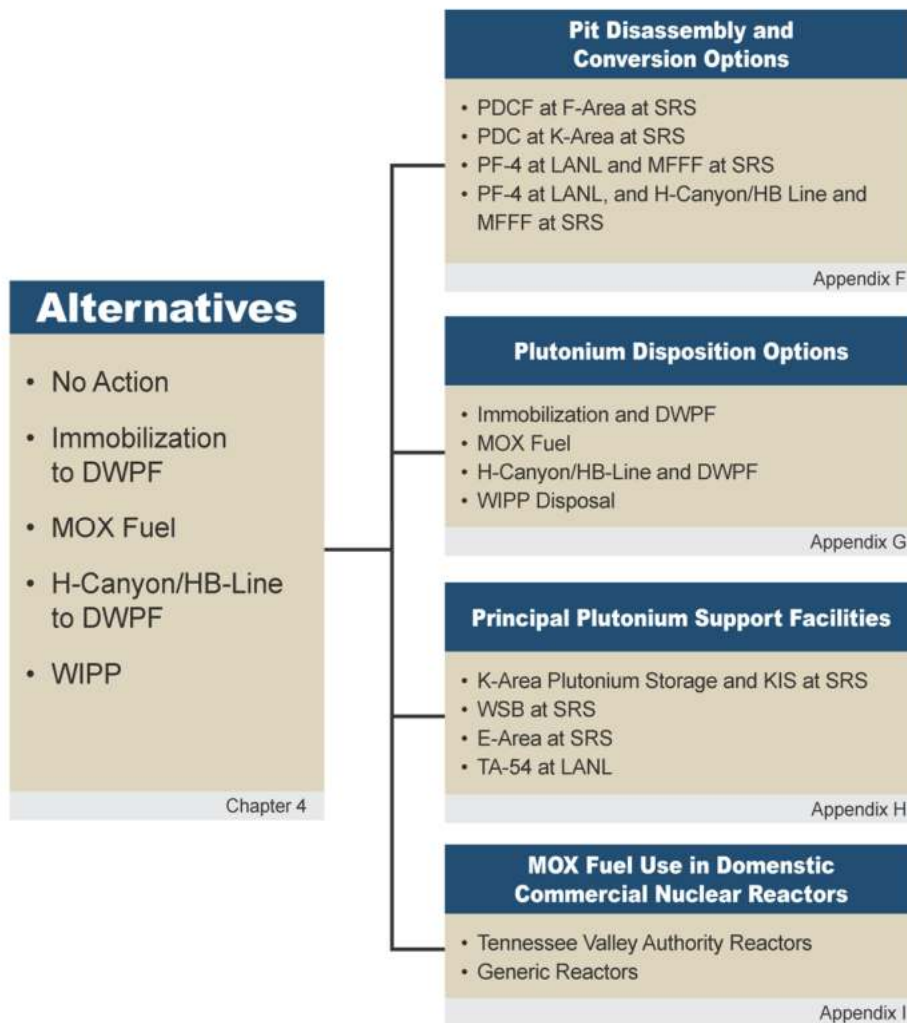 Alternatives
• No Action
• Immobilization
to DWPF
• MOX Fuel
• H-Canyon/HB-Line
to DWPF
• WIPP
Chapter 4
Pit Disassembly and
Conversion Options
• PDCF at F-Area at SRS
• PDC at K-Area at SRS
• PF-4 at LANL and MFFF at SRS
• PF-4 at LANL, and H-Canyon/HB Line and
MFFF at SRS
Appendix F
Plutonium Disposition Options
• Immobilization and DWPF
• MOX Fuel
• H-Canyon/HB-Line and DWPF
• WIPP Disposal
Appendix G
Principal Plutonium Support Facilities
• K-Area Plutonium Storage and KIS at SRS
• WSB at SRS
• E-Area at SRS
• TA-54 at LANL
Appendix H
MOX Fuel Use in Domenstic
Commercial Nuclear Reactors
• Tennessee Valley Authority Reactors
• Generic Reactors
Appendix I